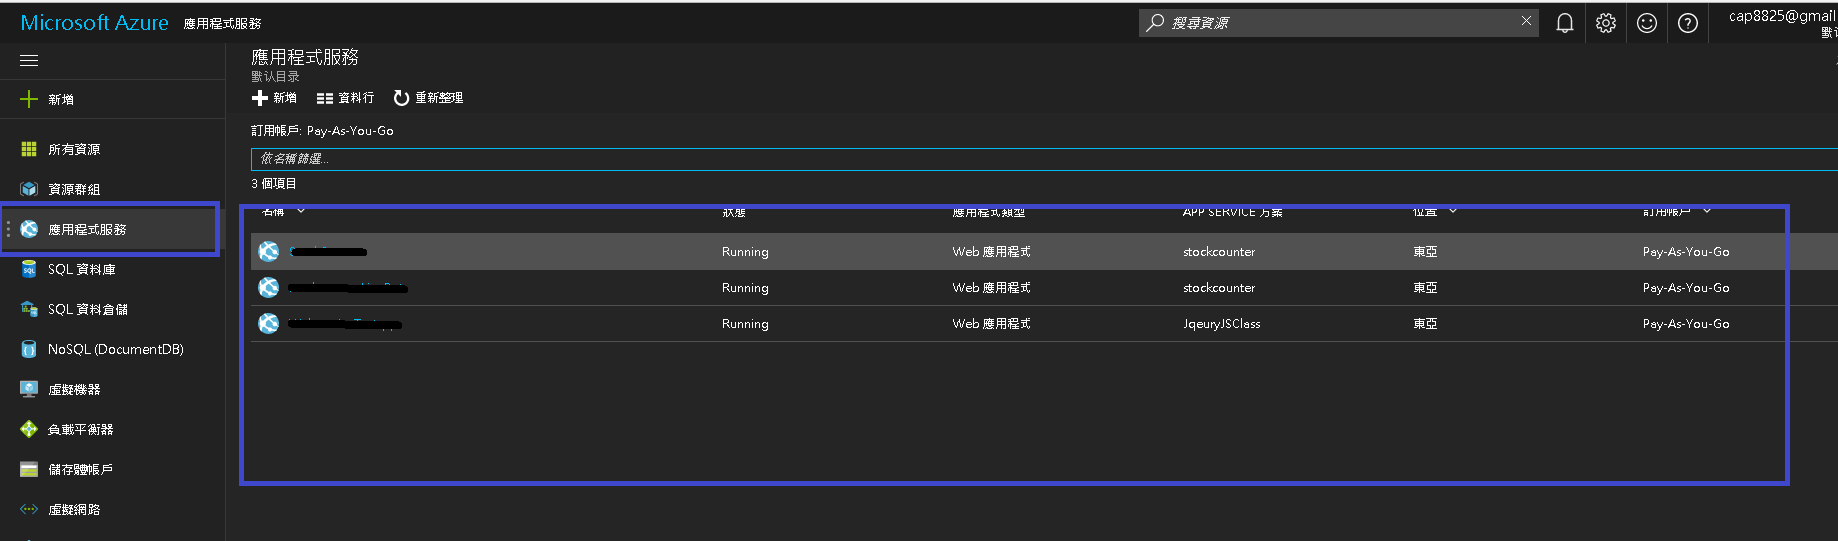 Microsoft Azure 應用程式服務
搜尋資源
cap8825@gmail
應用程式服務
默认目录
新增
資料行
重新整理
新增
訂用帳戶: Pay-As-You-Go
依名稱篩選...
3 個項目
所有資源
資源群組
應用程式服務
SQL 資料庫
SQL 資料倉儲
NoSQL (DocumentDB)
虛擬機器
負載平衡器
儲存體帳戶
虛擬網路
名稱 狀態 應用程式類型 APP SERVICE 方案 位置 訂用帳戶
Running Web 應用程式 stockcounter 東亞 Pay-As-You-Go
Running Web 應用程式 stockcounter 東亞 Pay-As-You-Go
Running Web 應用程式 JqeuryJSClass 東亞 Pay-As-You-Go